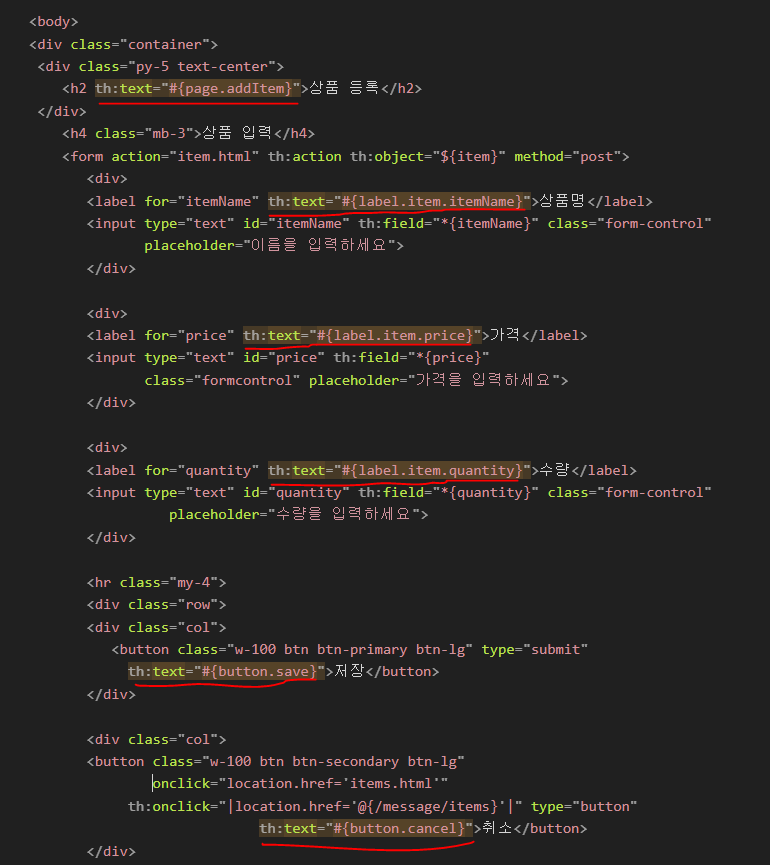 <body>
<div class="container">
<div class="py-5 text-center">
<h2 th:text="#{page.addItem}">상품 등록</h2>
</div>
<h4 class="mb-3">상품 입력</h4>
<form action="item.html" th:action th:object="${item}" method="post">
<div>
<label for="itemName" th:text="#{label.item.itemName}">상품명</label>
<input type="text" id="itemName" th:field="*{itemName}" class="form-control"
placeholder="이름을 입력하세요">
</div>
<div>
<label for="price" th:text="#{label.item.price}">가격</label>
<input type="text" id="price" th:field="*{price}"
class="formcontrol" placeholder="가격을 입력하세요">
</div>
<div>
<label for="quantity" th:text="#{label.item.quantity}">수량</label>
<input type="text" id="quantity" th:field="*{quantity}" class="form-control"
placeholder="수량을 입력하세요">
</div>
<hr class="my-4">
<div class="row">
<div class="col">
<button class="w-100 btn btn-primary btn-lg" type="submit"
th:text="#{button.save}">저장</button>
</div>
<div class="col">
<button class="w-100 btn btn-secondary btn-lg"
onclick="location.href='items.html'"
th:onclick="|location.href='@{/message/items}'|" type="button"
th:text="#{button.cancel}">취소</button>
</div>